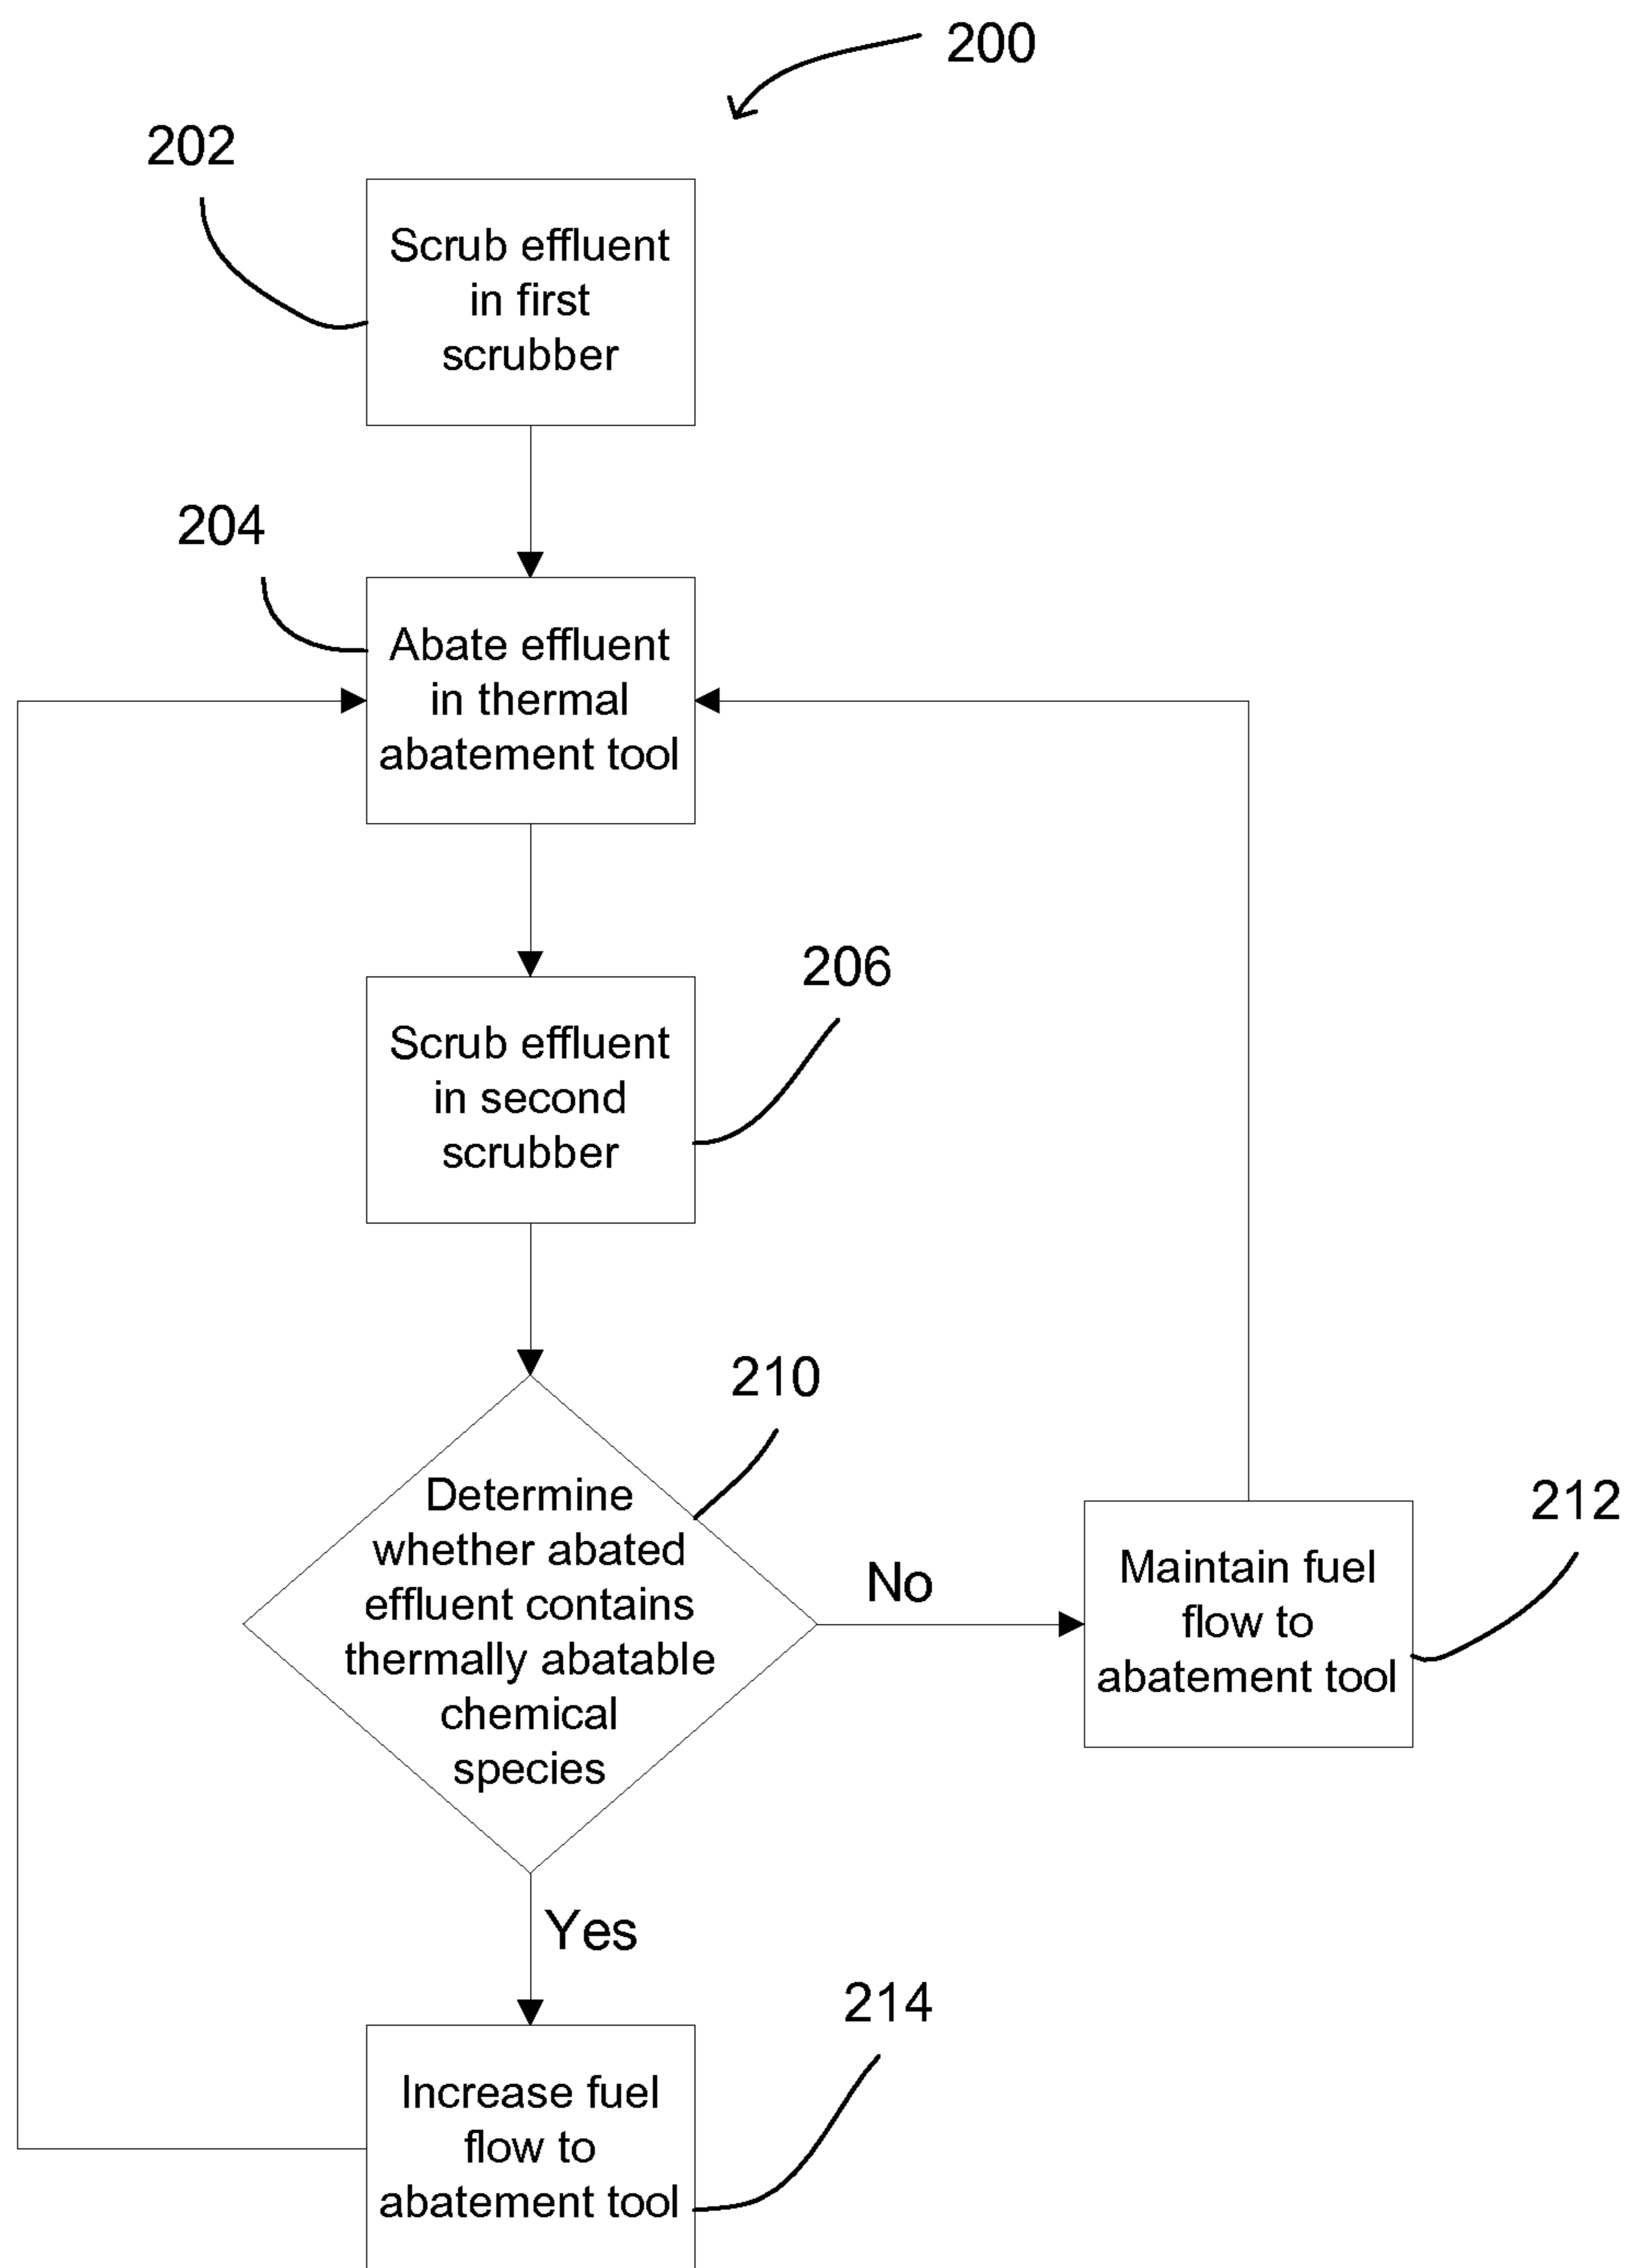 200
202
Scrub effluent
in first
scrubber
204
Abate effluent
in thermal
abatement tool
206
Scrub effluent
in second
scrubber
210
Determine
whether abated
effluent contains
thermally abatable
chemical
species
No
212
Maintain fuel
flow to
abatement tool
Yes
214
Increase fuel
flow to
abatement tool